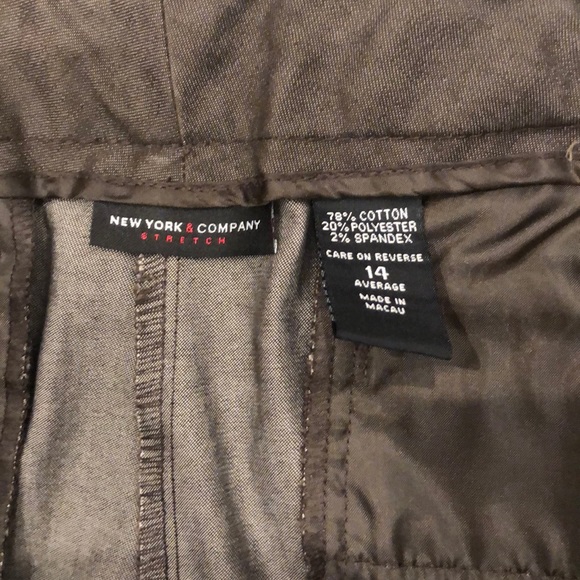 NEW YORK & COMPANY
STRETCH
78% COTTON
20% POLYESTER
2% SPANDEX
CARE ON REVERSE
14
AVERAGE
MADE IN
MACAU